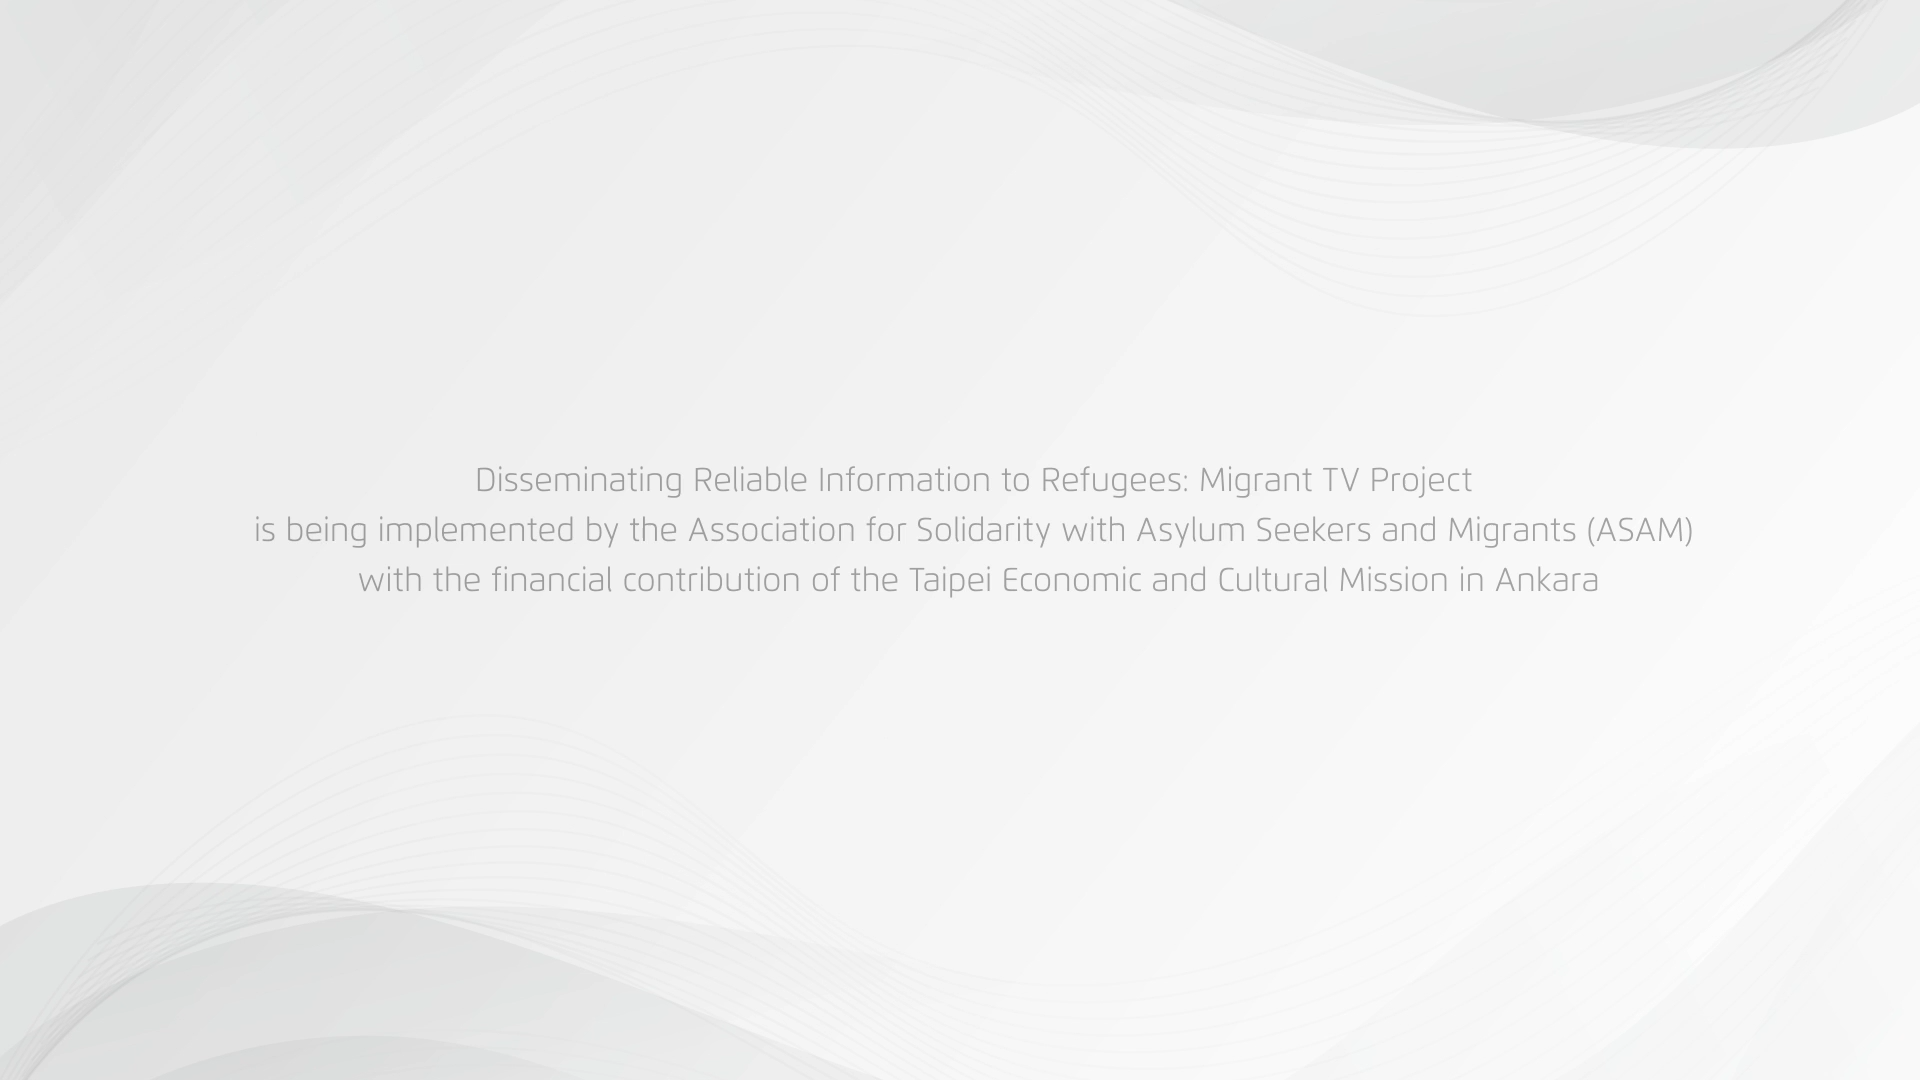 Disseminating Reliable Information to Refugees: Migrant TV Project
is being implemented by the Association for Solidarity with Asylum Seekers and Migrants (ASAM)
with the financial contribution of the Taipei Economic and Cultural Mission in Ankara